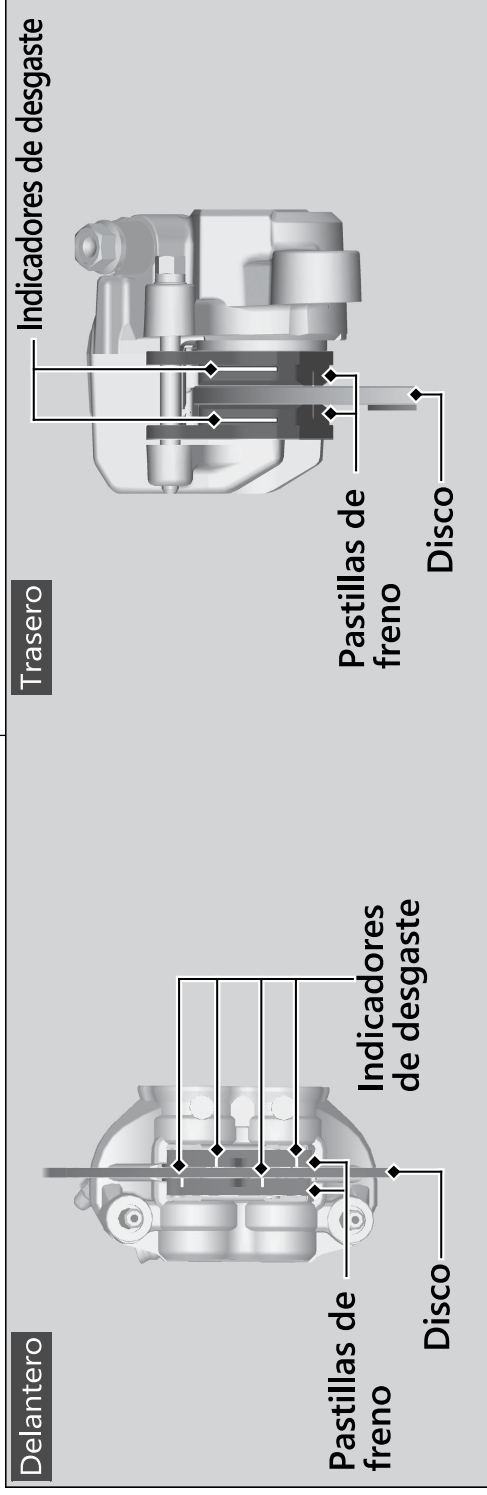 Delantero
Indicadores
de desgaste
Pastillas de
freno
Disco
Trasero
Indicadores de desgaste
Pastillas de
freno
Disco